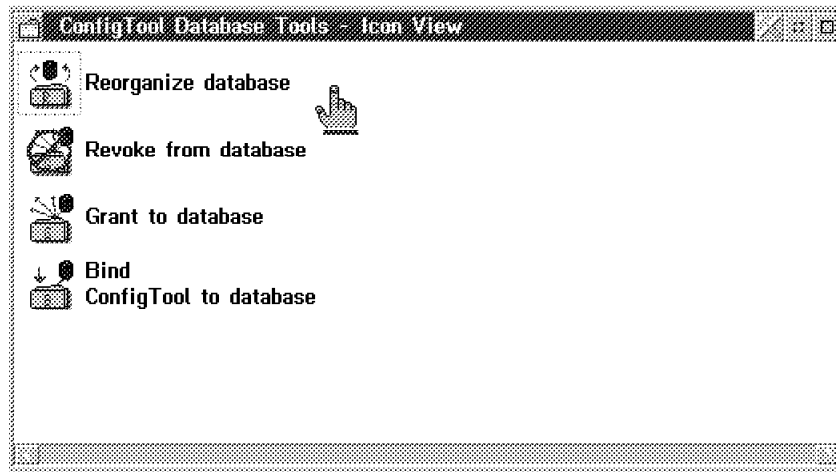 ConfigTool Database Tools - Icon View
Reorganize database
Revoke from database
Grant to database
Bind
ConfigTool to database